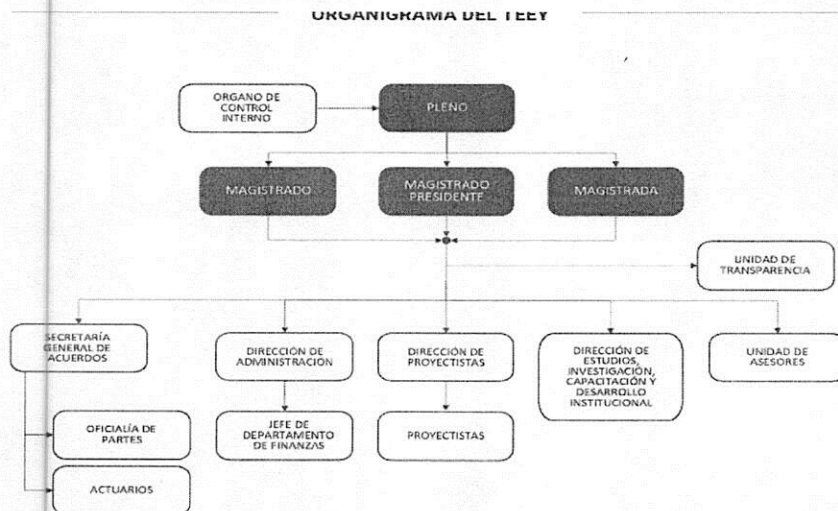 ORGANIGRAMA DEL TEEY
ORGANO DE
CONTROL
INTERNO
PLENO
MAGISTRADO
MAGISTRADO
PRESIDENTE
MAGISTRADA
UNIDAD DE
TRANSPARENCIA
SECRETARÍA
GENERAL DE
ACUERDOS
DIRECCIÓN DE
ADMINISTRACIÓN
DIRECCIÓN DE
PROYECTISTAS
DIRECCIÓN DE
ESTUDIOS,
INVESTIGACIÓN,
CAPACITACIÓN Y
DESARROLLO
INSTITUCIONAL
UNIDAD DE
ASESORES
OFICIALÍA DE
PARTES
JEFE DE
DEPARTAMENTO
DE FINANZAS
PROYECTISTAS
ACTUARIOS